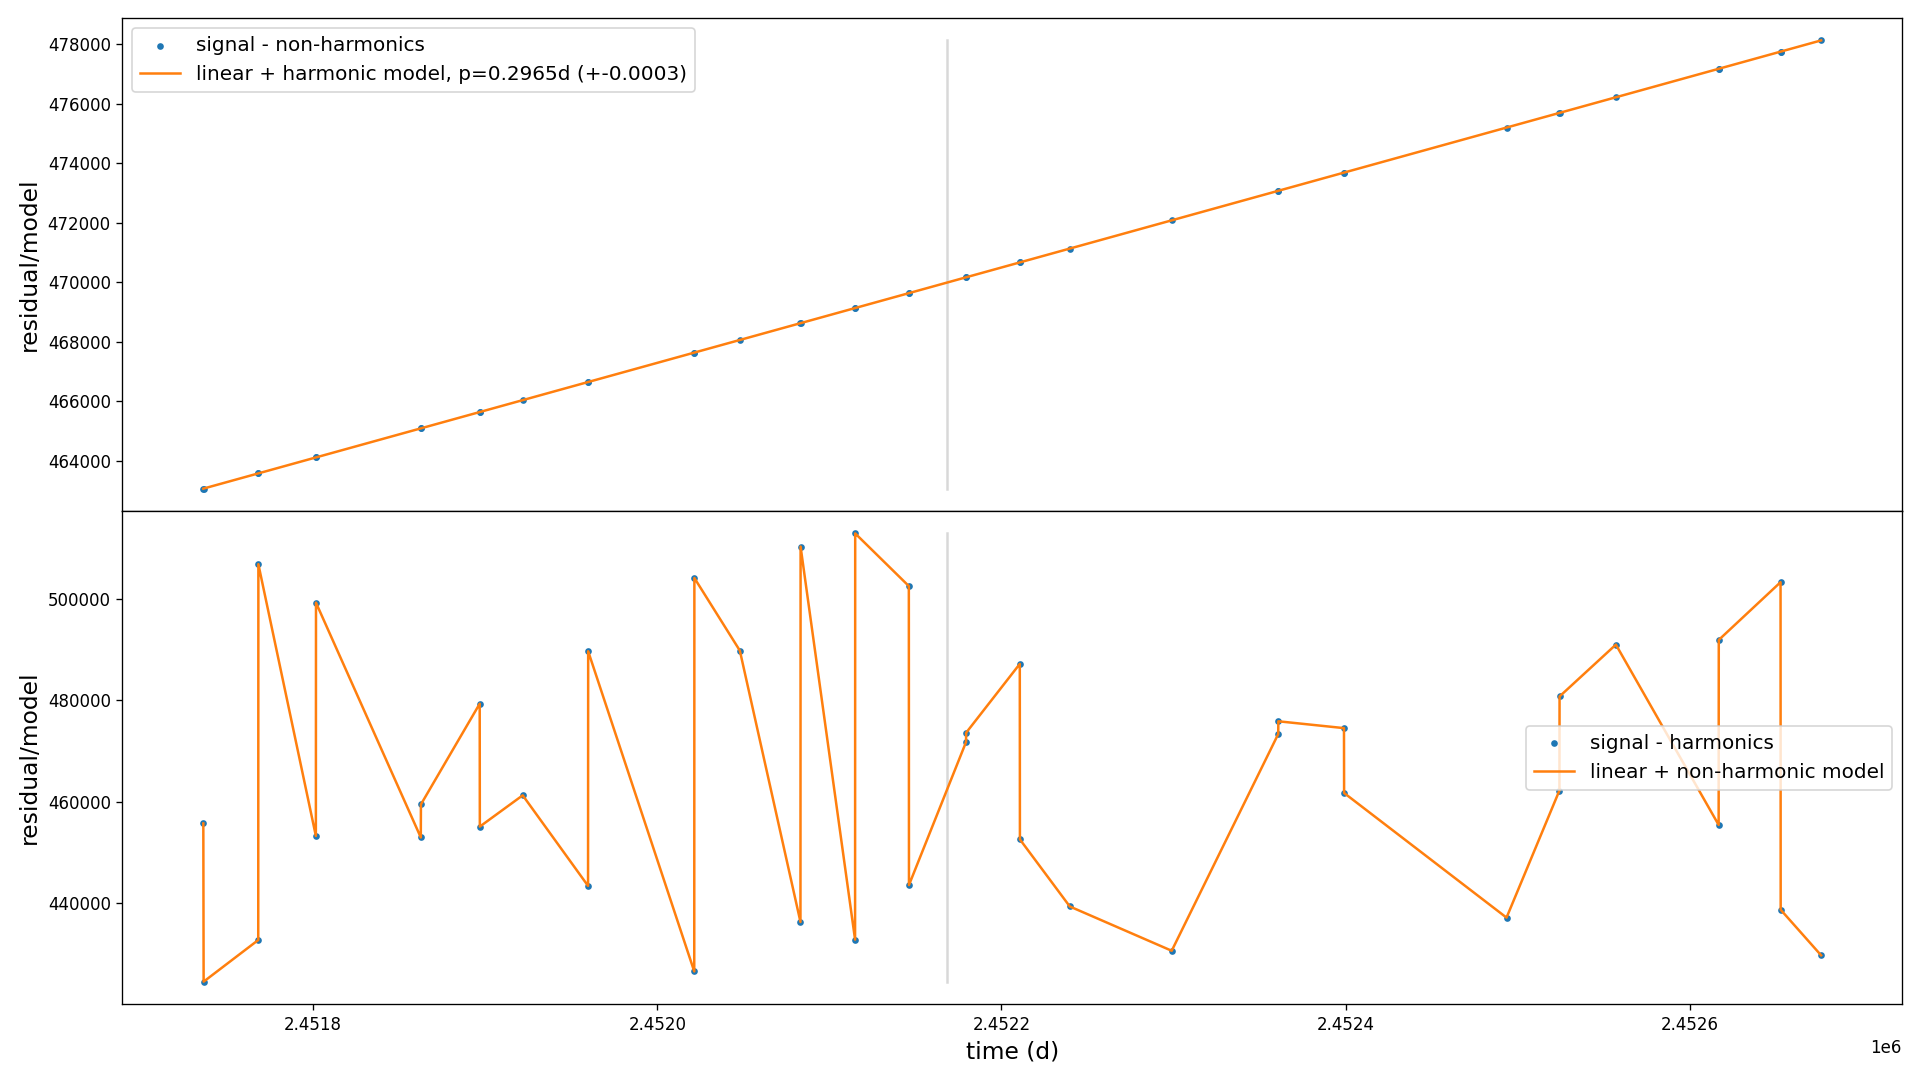 478000
476000
474000
472000
470000
468000
466000
464000
residual/model
signal - non-harmonics
linear + harmonic model, p=0.2965d (+-0.0003)
500000
480000
460000
440000
residual/model
signal - harmonics
linear + non-harmonic model
2.4518 2.4520 2.4522 2.4524 2.4526
1e6
time (d)